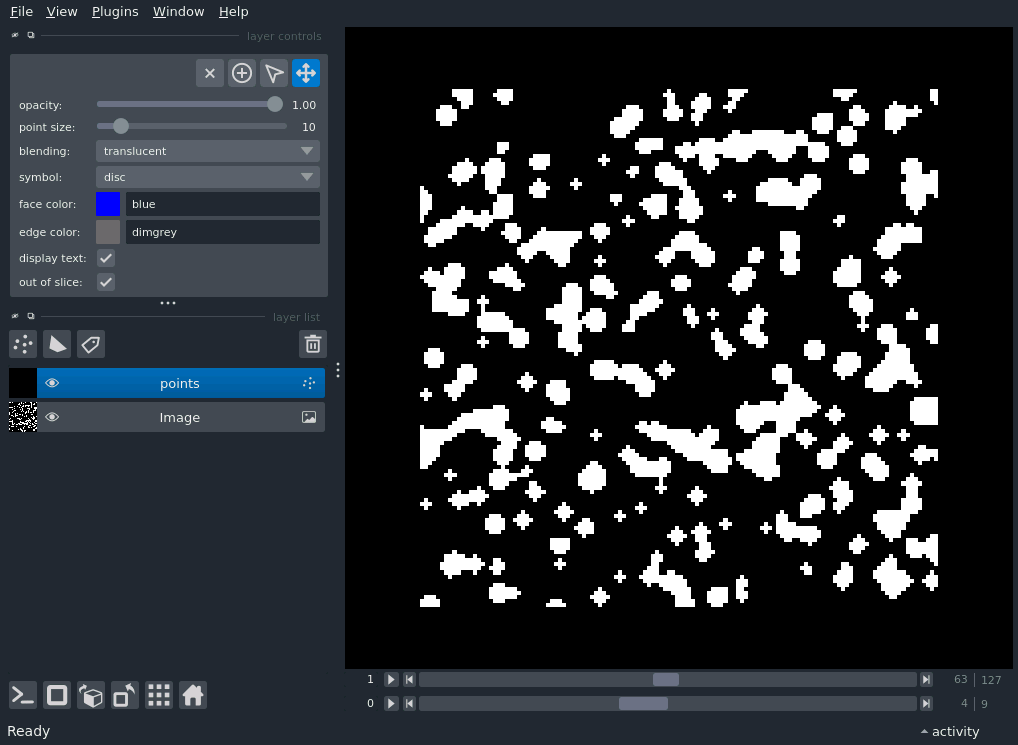 File View Plugins Window Help
layer controls
opacity: 1.00
point size: 10
blending: translucent
symbol: disc
face color: blue
edge color: dimgrey
display text:
out of slice:
layer list
points
Image
1 63 127
0 4 9
Ready activity